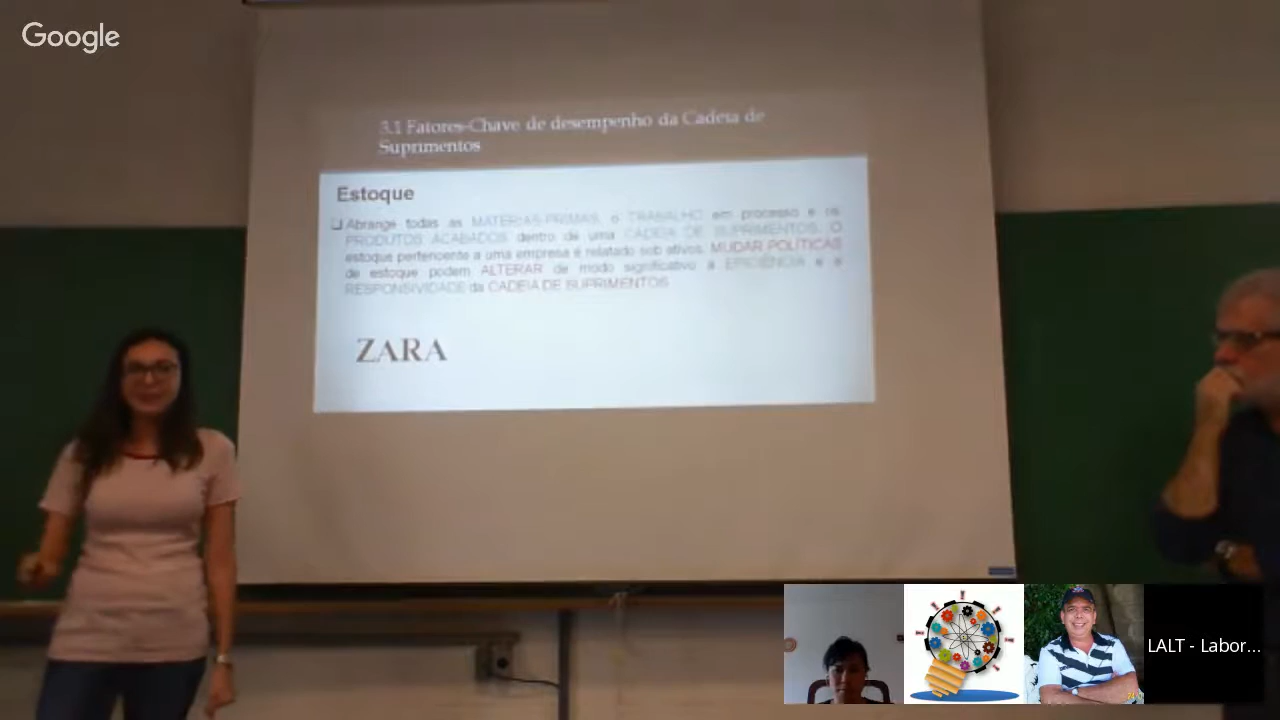 Google
3.1 Fatores-Chave de desempenho da Cadeia de
Suprimentos
Estoque
Abrange todas as MATÉRIAS-PRIMAS, o TRABALHO em processo e os
PRODUTOS ACABADOS dentro de uma CADEIA DE SUPRIMENTOS. O
estoque pertencente a uma empresa é relatado sob ativos. MUDAR POLÍTICAS
de estoque podem ALTERAR de modo significativo a EFICIÊNCIA e a
RESPONSIVIDADE da CADEIA DE SUPRIMENTOS
ZARA
LALT - Labor...